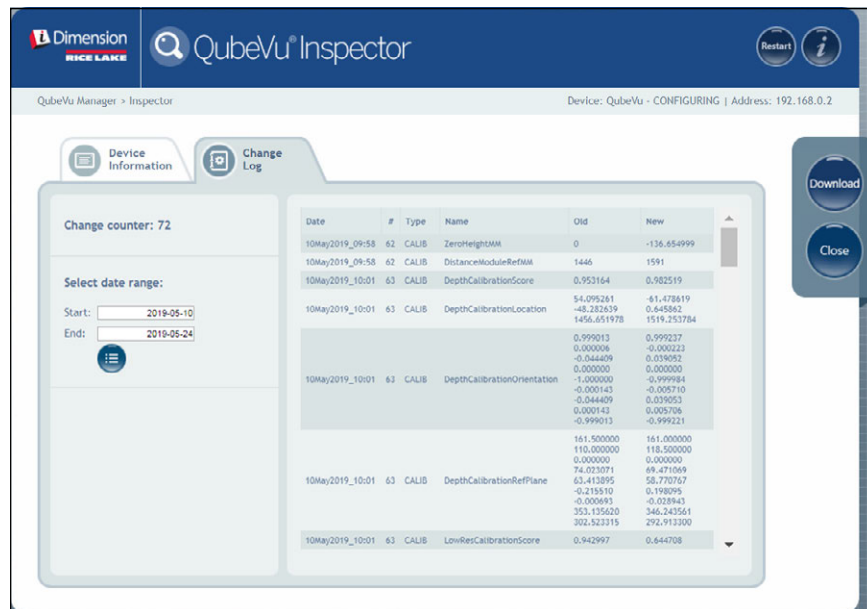 iDimension
RICE LAKE
QubeVu® Inspector
Restart
i
QubeVu Manager > Inspector
Device: QubeVu - CONFIGURING | Address: 192.168.0.2
Device Information
Change Log
Download
Close
Change counter: 72
Select date range:
Start: 2019-05-10
End: 2019-05-24
Date # Type Name Old New
10May2019_09:58 62 CALIB ZeroHeightMM 0 -136.654999
10May2019_09:58 62 CALIB DistanceModuleRefMM 1446 1591
10May2019_10:01 63 CALIB DepthCalibrationScore 0.953164 0.982519
10May2019_10:01 63 CALIB DepthCalibrationLocation
54.095261 -61.478619
-48.282639 0.645862
1456.651978 1519.253784
10May2019_10:01 63 CALIB DepthCalibrationOrientation
0.999013 0.999237
0.000006 -0.000223
-0.044409 0.039052
0.000000 0.000000
-1.000000 -0.999984
-0.000143 -0.005710
-0.044409 0.039053
0.000143 0.005706
-0.999013 -0.999221
10May2019_10:01 63 CALIB DepthCalibrationRefPlane
161.500000 161.000000
110.000000 118.500000
0.000000 0.000000
74.023071 69.471069
63.413895 58.770767
-0.215510 0.198095
-0.000693 -0.028943
353.135620 346.243561
302.523315 292.913300
10May2019_10:01 63 CALIB LowResCalibrationScore 0.942997 0.644708